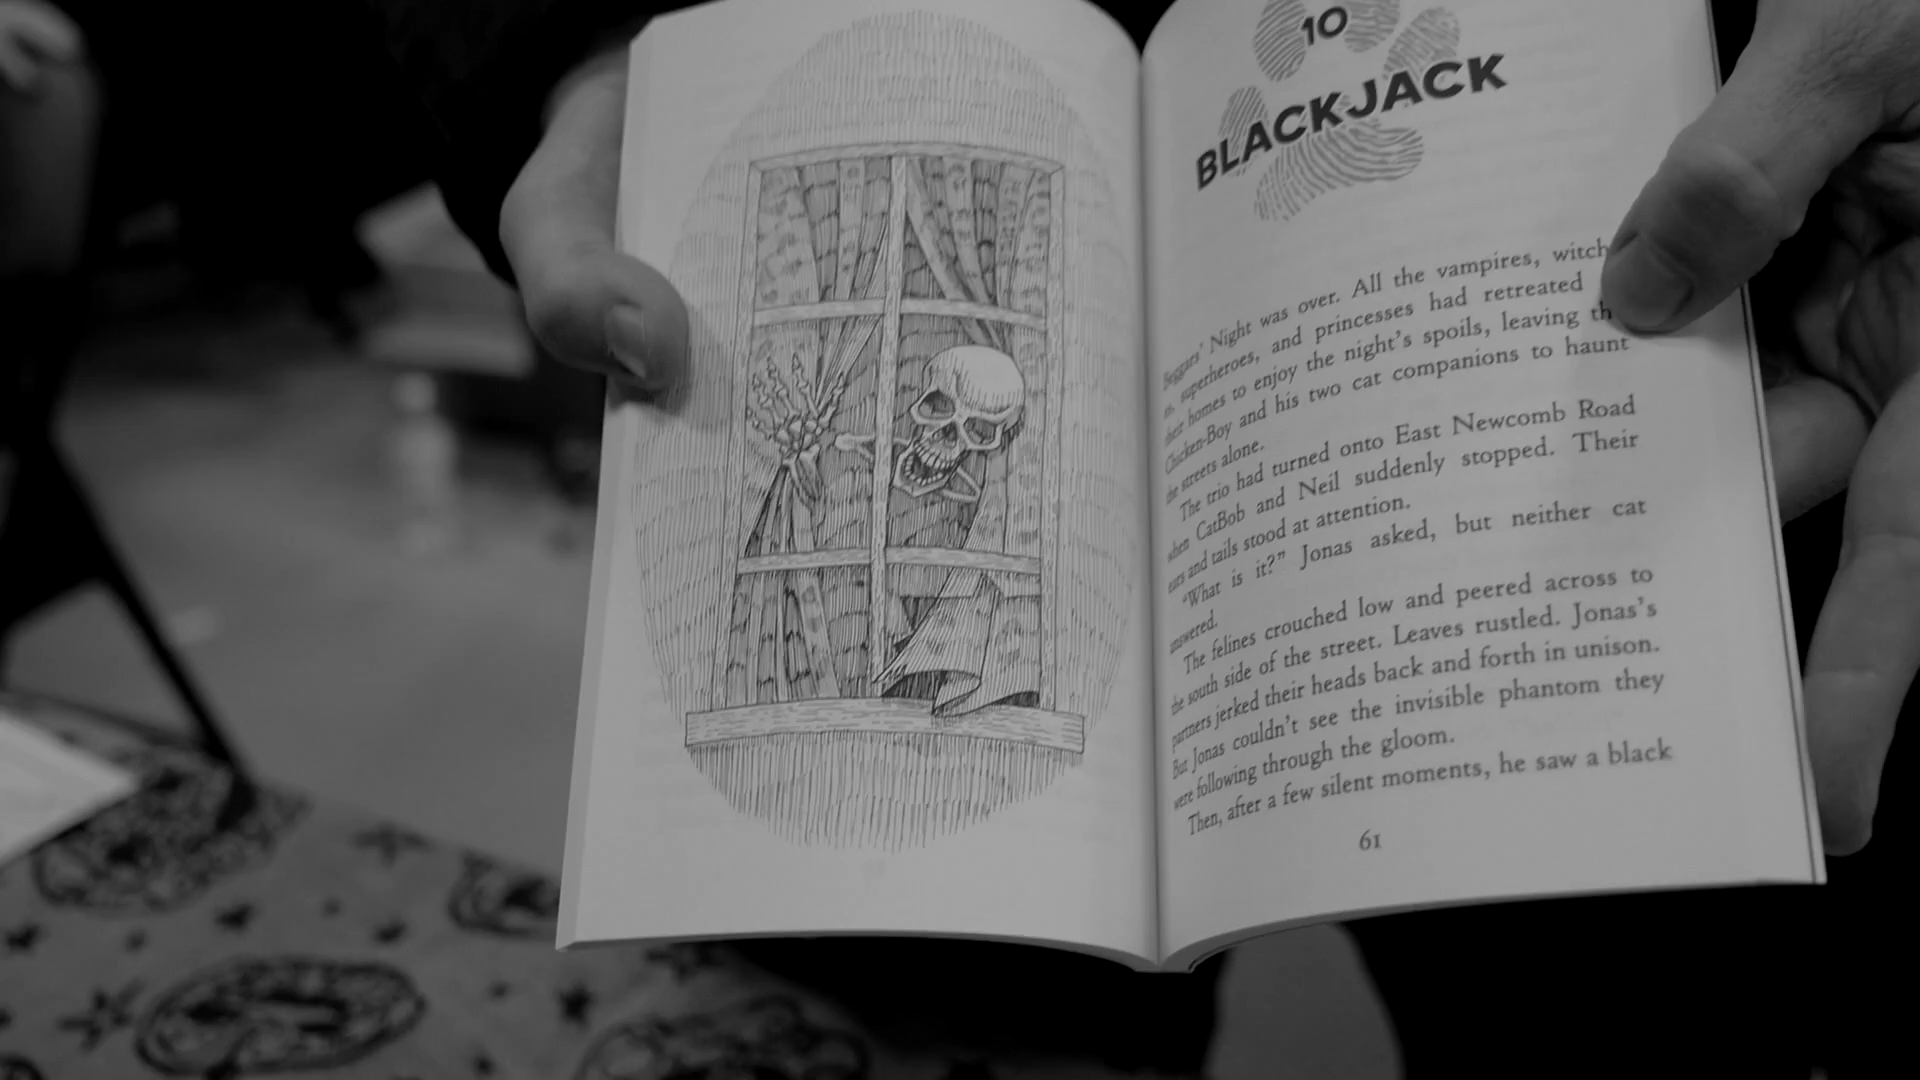 10
BLACKJACK
Beggars' Night was over. All the vampires, witch
es, superheroes, and princesses had retreated
their homes to enjoy the night's spoils, leaving th
Chicken-Boy and his two cat companions to haunt
the streets alone.
The trio had turned onto East Newcomb Road
when CatBob and Neil suddenly stopped. Their
ears and tails stood at attention.
"What is it?" Jonas asked, but neither cat
answered.
The felines crouched low and peered across to
the south side of the street. Leaves rustled. Jonas's
partners jerked their heads back and forth in unison.
But Jonas couldn't see the invisible phantom they
were following through the gloom.
Then, after a few silent moments, he saw a black
61